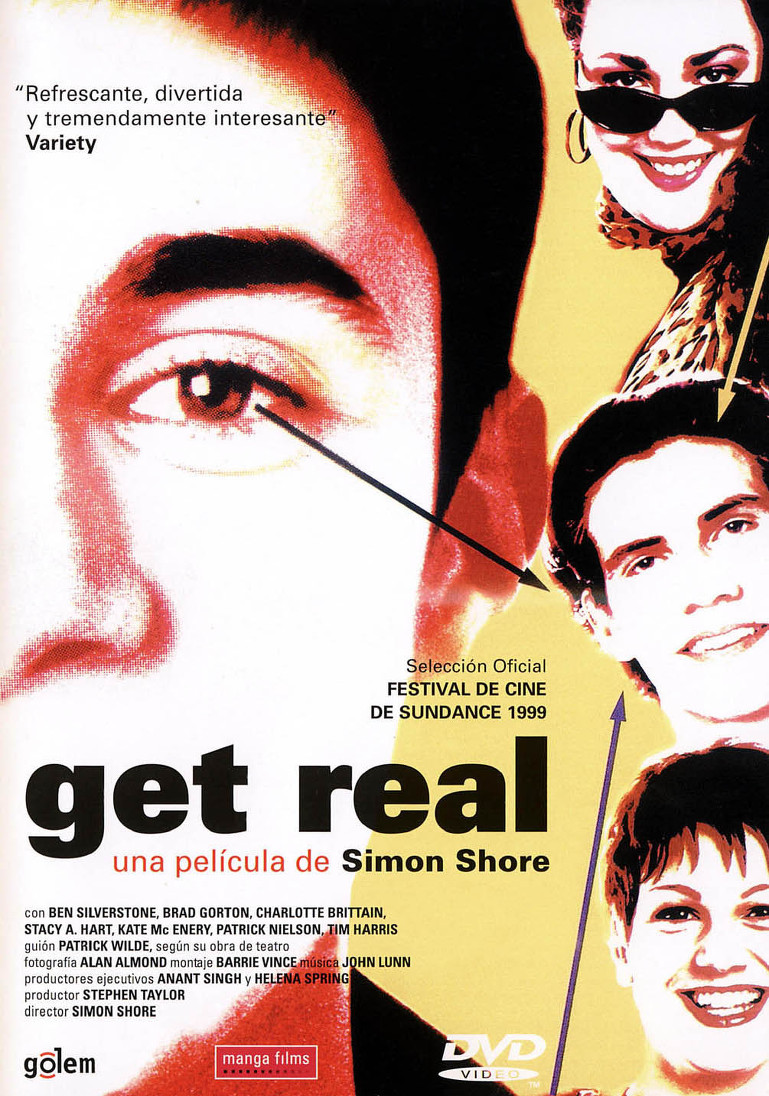 “Refrescante, divertida
y tremendamente interesante”
Variety
Selección Oficial
FESTIVAL DE CINE
DE SUNDANCE 1999
get real
una película de Simon Shore
con BEN SILVERSTONE, BRAD GORTON, CHARLOTTE BRITTAIN,
STACY A. HART, KATE Mc ENERY, PATRICK NIELSON, TIM HARRIS
guión PATRICK WILDE, según su obra de teatro
fotografía ALAN ALMOND montaje BARRIE VINCE música JOHN LUNN
productores ejecutivos ANANT SINGH y HELENA SPRING
productor STEPHEN TAYLOR
director SIMON SHORE
golem
manga films
DVD
VIDEO
TM